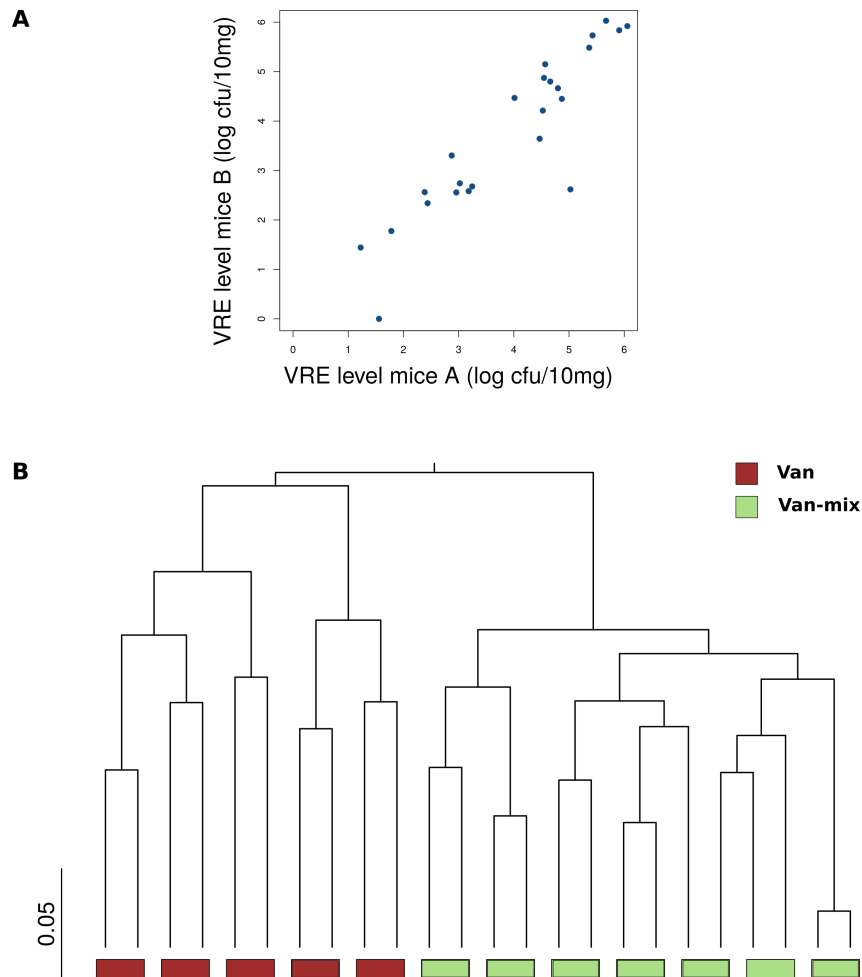 A
VRE level mice B (log cfu/10mg)
6
5
4
3
2
1
0
0 1 2 3 4 5 6
VRE level mice A (log cfu/10mg)
B
Van
Van-mix
0.05